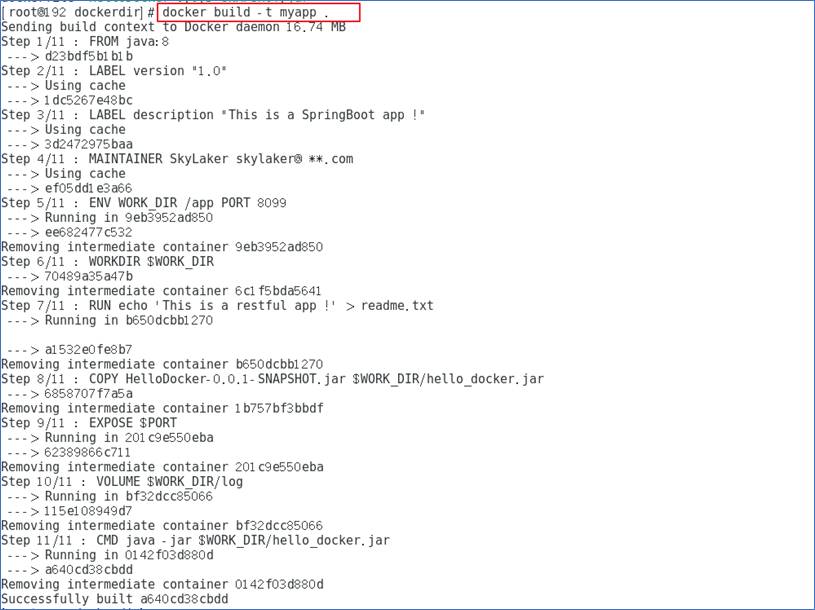 [root@192 dockerdir]# docker build -t myapp .
Sending build context to Docker daemon 16.74 MB
Step 1/11 : FROM java:8
 ---> d23bdf5b1b1b
Step 2/11 : LABEL version "1.0"
 ---> Using cache
 ---> 1dc5267e48bc
Step 3/11 : LABEL description "This is a SpringBoot app !"
 ---> Using cache
 ---> 3d2472975baa
Step 4/11 : MAINTAINER SkyLaker skylaker@ **.com
 ---> Using cache
 ---> ef05dd1e3a66
Step 5/11 : ENV WORK_DIR /app PORT 8099
 ---> Running in 9eb3952ad850
 ---> ee682477c532
Removing intermediate container 9eb3952ad850
Step 6/11 : WORKDIR $WORK_DIR
 ---> 70489a35a47b
Removing intermediate container 6c1f5bda5641
Step 7/11 : RUN echo 'This is a restful app !' > readme.txt
 ---> Running in b650dcbb1270
 ---> a1532e0fe8b7
Removing intermediate container b650dcbb1270
Step 8/11 : COPY HelloDocker-0.0.1-SNAPSHOT.jar $WORK_DIR/hello_docker.jar
 ---> 6858707f7a5a
Removing intermediate container 1b757bf3bbdf
Step 9/11 : EXPOSE $PORT
 ---> Running in 201c9e550eba
 ---> 62389866c711
Removing intermediate container 201c9e550eba
Step 10/11 : VOLUME $WORK_DIR/log
 ---> Running in bf32dcc85066
 ---> 115e108949d7
Removing intermediate container bf32dcc85066
Step 11/11 : CMD java -jar $WORK_DIR/hello_docker.jar
 ---> Running in 0142f03d880d
 ---> a640cd38cbdd
Removing intermediate container 0142f03d880d
Successfully built a640cd38cbdd